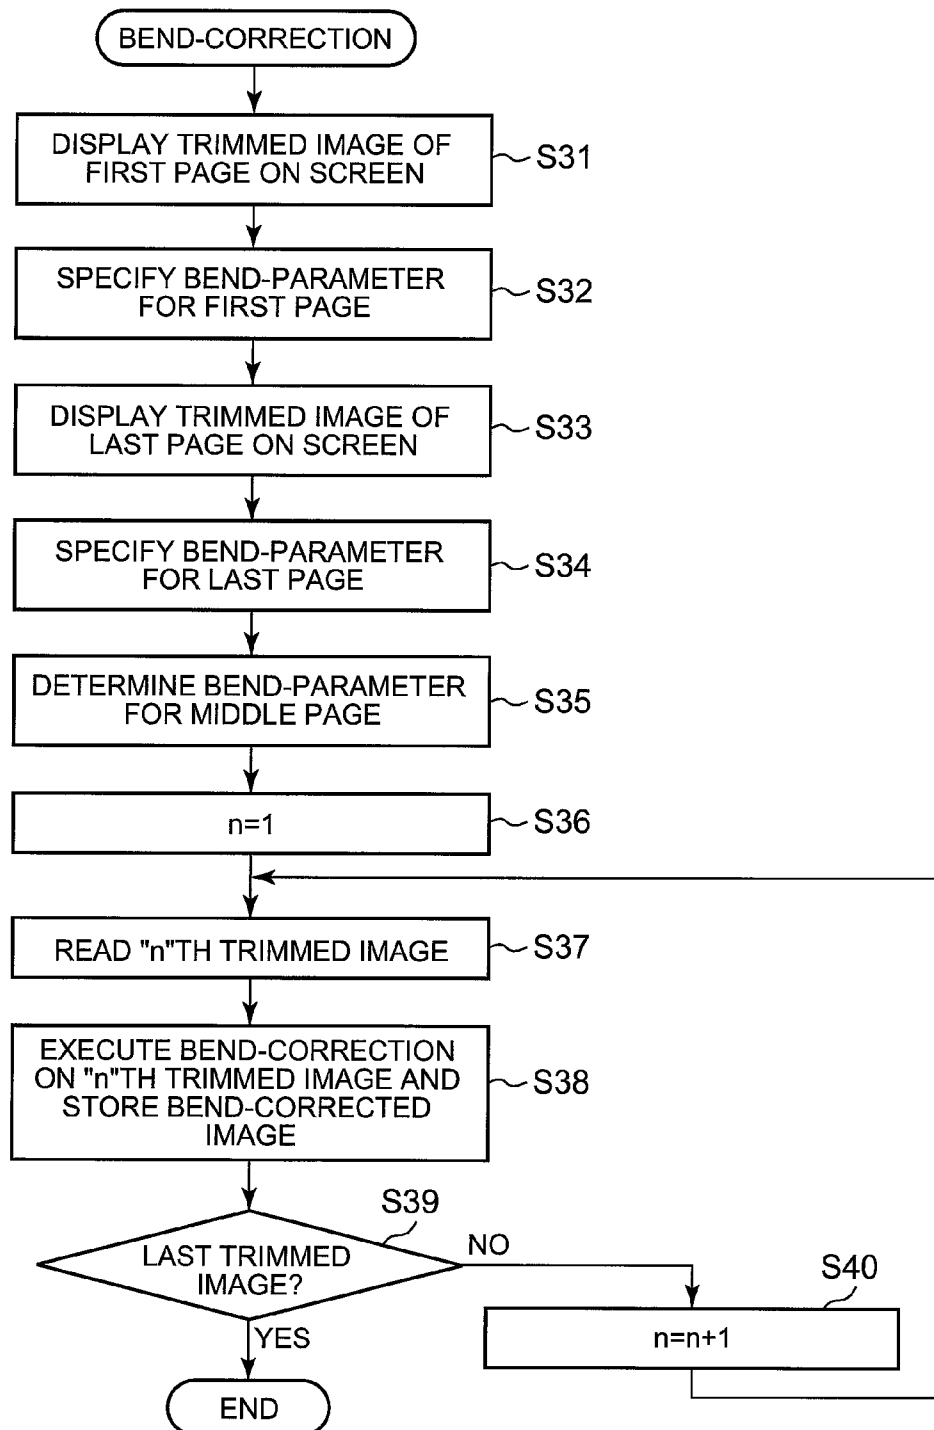 BEND-CORRECTION
DISPLAY TRIMMED IMAGE OF
FIRST PAGE ON SCREEN
S31
SPECIFY BEND-PARAMETER
FOR FIRST PAGE
S32
DISPLAY TRIMMED IMAGE OF
LAST PAGE ON SCREEN
S33
SPECIFY BEND-PARAMETER
FOR LAST PAGE
S34
DETERMINE BEND-PARAMETER
FOR MIDDLE PAGE
S35
n=1
S36
READ "n"TH TRIMMED IMAGE
S37
EXECUTE BEND-CORRECTION
ON "n"TH TRIMMED IMAGE AND
STORE BEND-CORRECTED
IMAGE
S38
S39
LAST TRIMMED
IMAGE?
NO
S40
n=n+1
YES
END